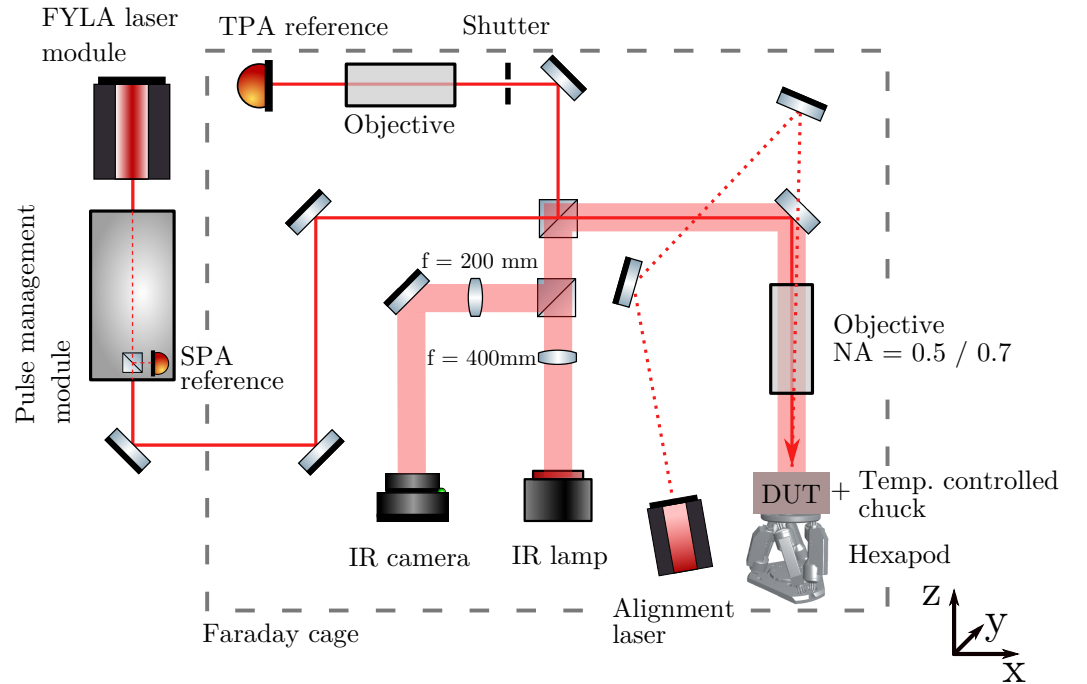 FYLA laser
module
TPA reference
Shutter
Objective
Pulse management
module
SPA
reference
f = 200 mm
f = 400mm
Objective
NA = 0.5 / 0.7
DUT
+ Temp. controlled
chuck
IR camera
IR lamp
Hexapod
Alignment
laser
Faraday cage
z
y
x